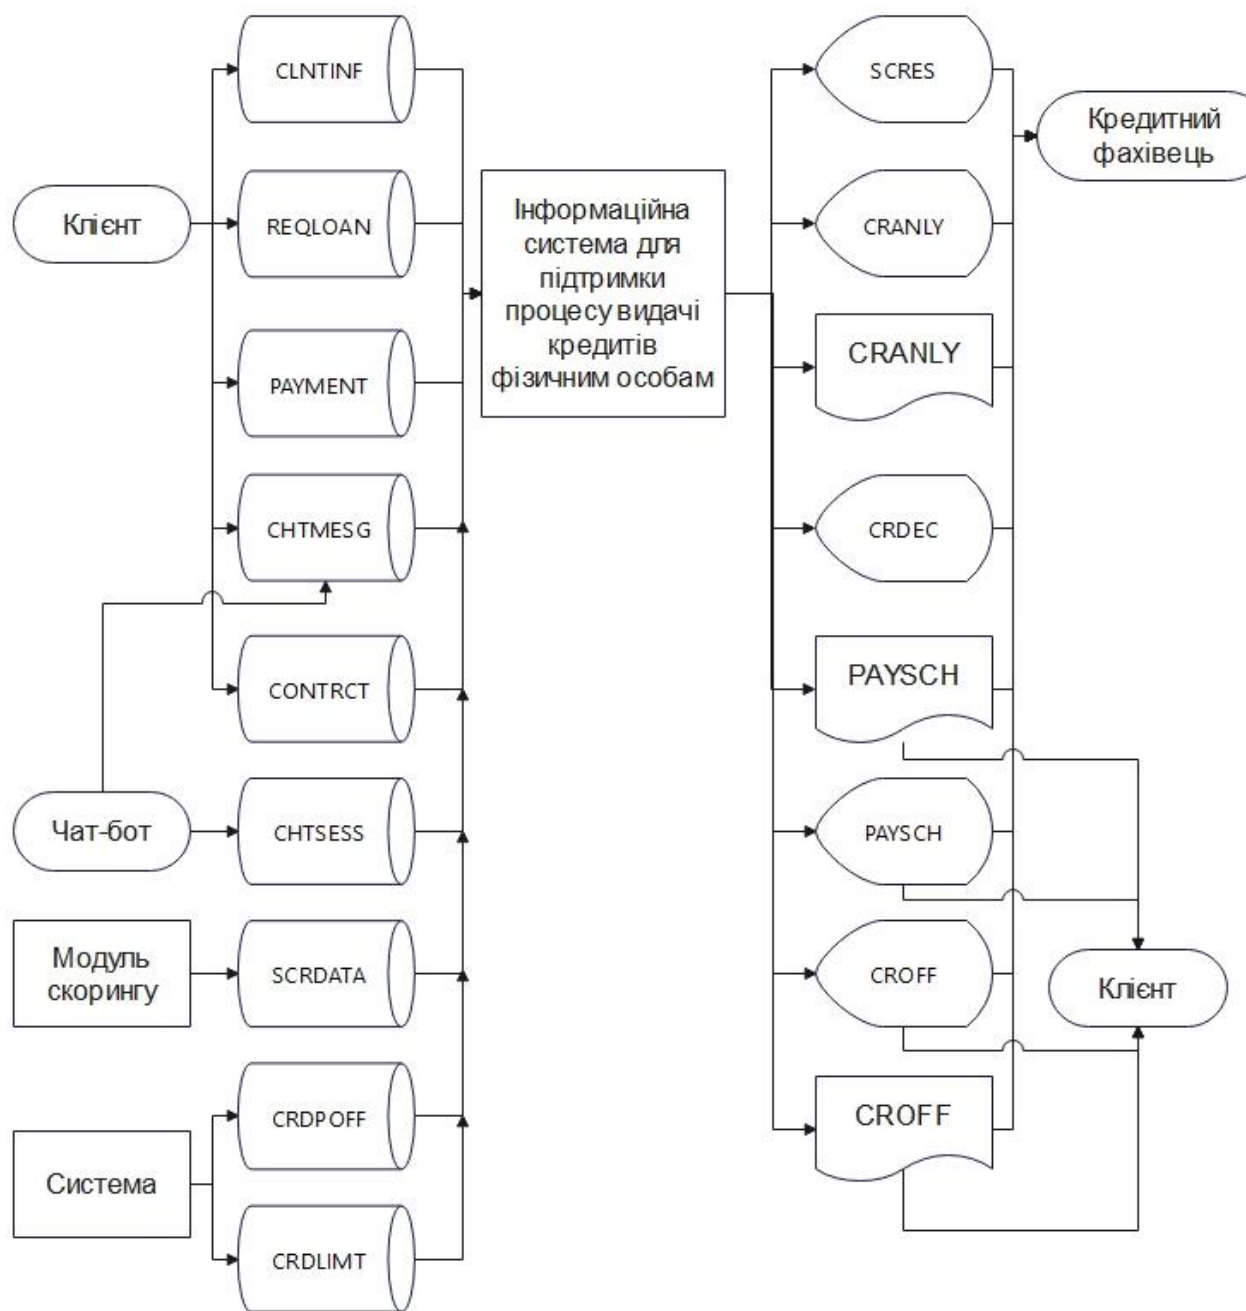 CLNTINF
SCRES
Кредитний
фахівець
Клієнт
REQLOAN
Інформаційна
система для
підтримки
процесу видачі
кредитів
фізичним особам
CRANLY
PAYMENT
CRANLY
CHTMESG
CRDEC
CONTRCT
PAYSCH
Чат-бот
CHTSESS
PAYSCH
Модуль
скорингу
SCRDATA
CROFF
Клієнт
CRDPOFF
CROFF
Система
CRDLIMT